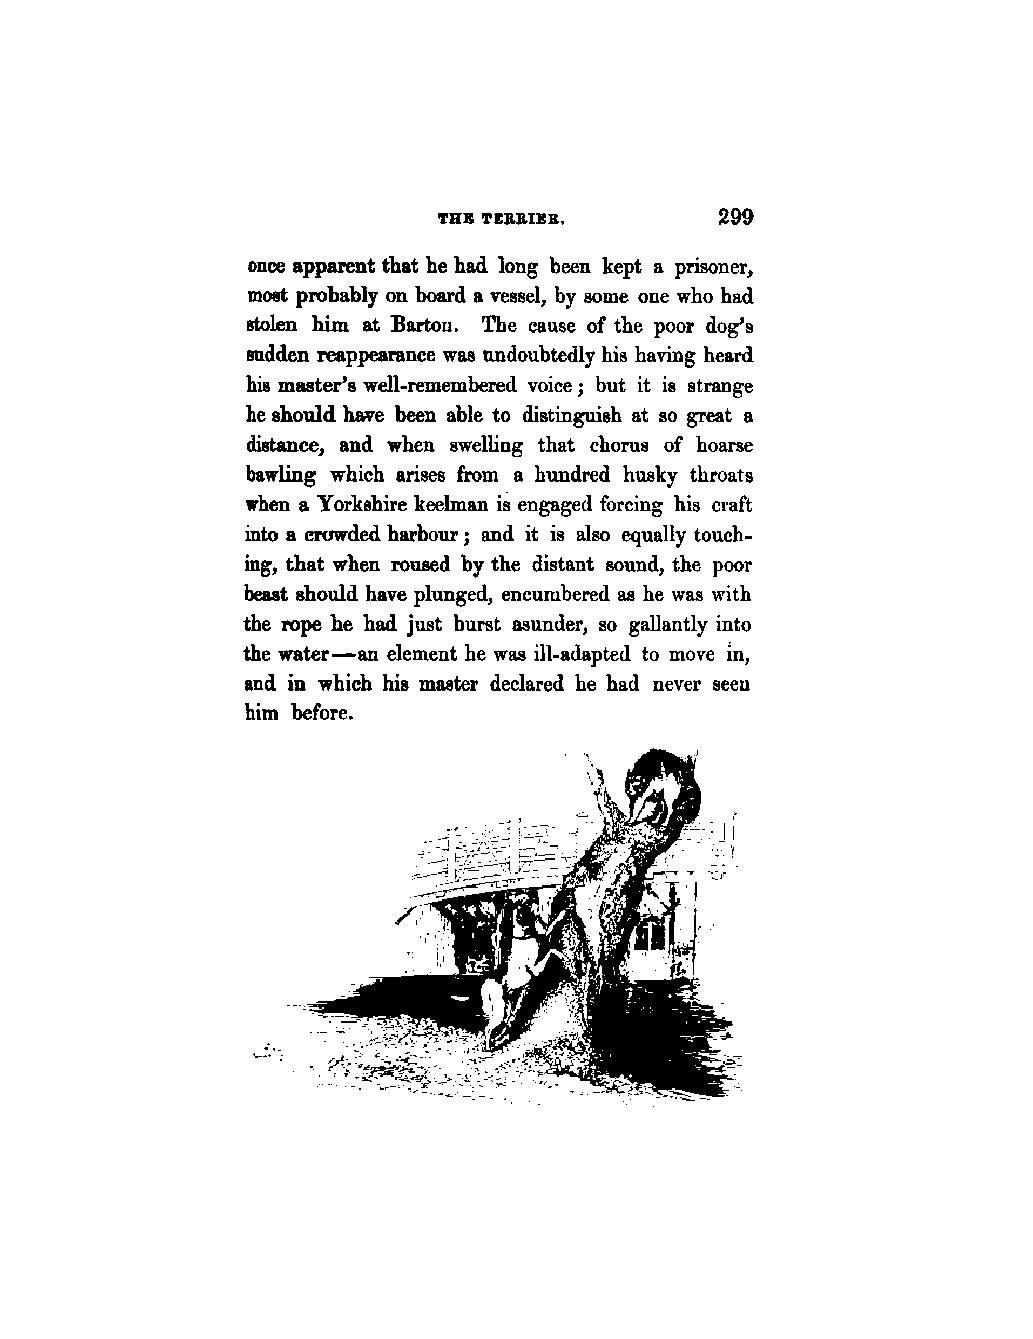 THE TERRIER. 299
once apparent that he had long been kept a prisoner,
most probably on board a vessel, by some one who had
stolen him at Barton. The cause of the poor dog's
sudden reappearance was undoubtedly his having heard
his master's well-remembered voice; but it is strange
he should have been able to distinguish at so great a
distance, and when swelling that chorus of hoarse
bawling which arises from a hundred husky throats
when a Yorkshire keelman is engaged forcing his craft
into a crowded harbour; and it is also equally touch-
ing, that when roused by the distant sound, the poor
beast should have plunged, encumbered as he was with
the rope he had just burst asunder, so gallantly into
the water—an element he was ill-adapted to move in,
and in which his master declared he had never seen
him before.